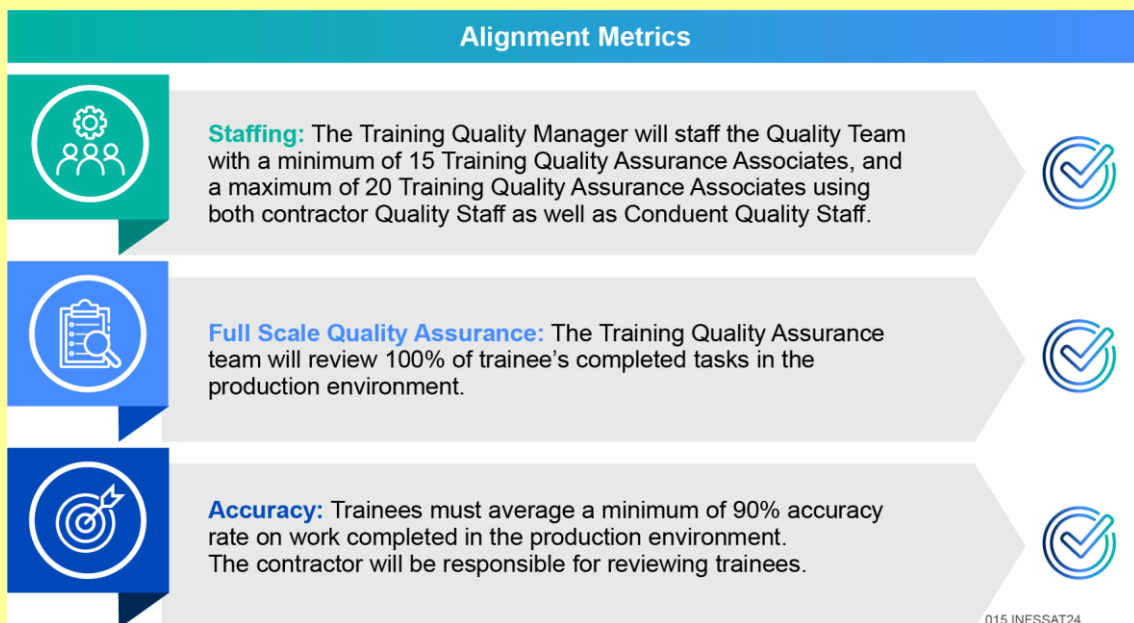 Alignment Metrics
Staffing: The Training Quality Manager will staff the Quality Team
with a minimum of 15 Training Quality Assurance Associates, and
a maximum of 20 Training Quality Assurance Associates using
both contractor Quality Staff as well as Conduent Quality Staff.
Full Scale Quality Assurance: The Training Quality Assurance
team will review 100% of trainee’s completed tasks in the
production environment.
Accuracy: Trainees must average a minimum of 90% accuracy
rate on work completed in the production environment.
The contractor will be responsible for reviewing trainees.
015 INFSSAT24